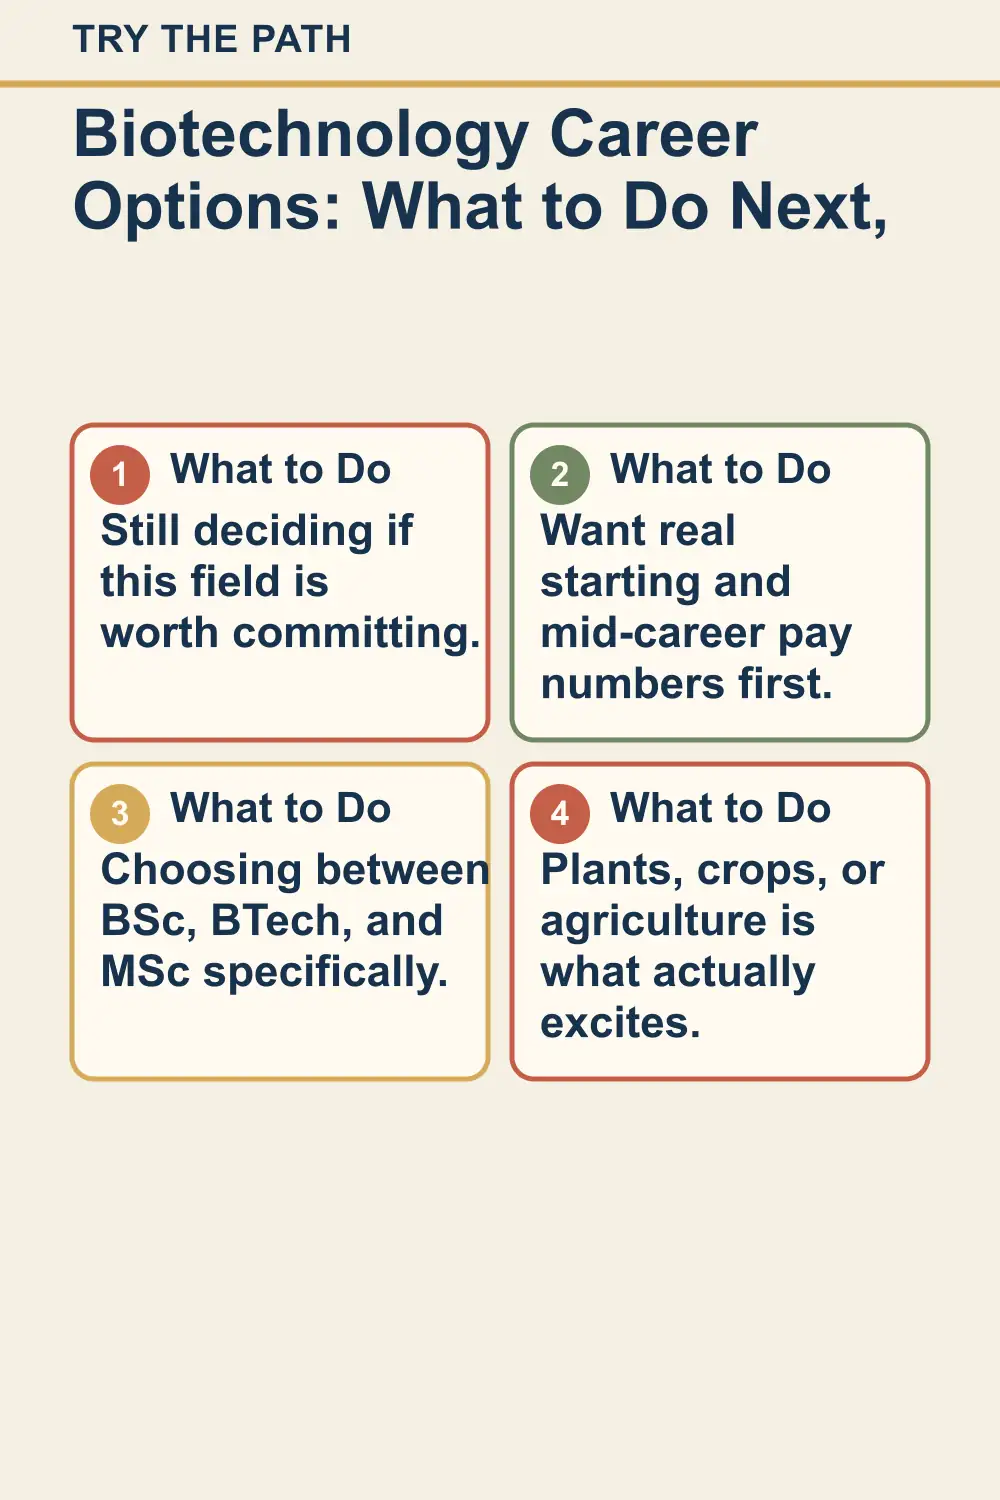 TRY THE PATH
Biotechnology Career
Options: What to Do Next,
1 What to Do
Still deciding if
this field is
worth committing.
2 What to Do
Want real
starting and
mid-career pay
numbers first.
3 What to Do
Choosing between
BSc, BTech, and
MSc specifically.
4 What to Do
Plants, crops, or
agriculture is
what actually
excites.